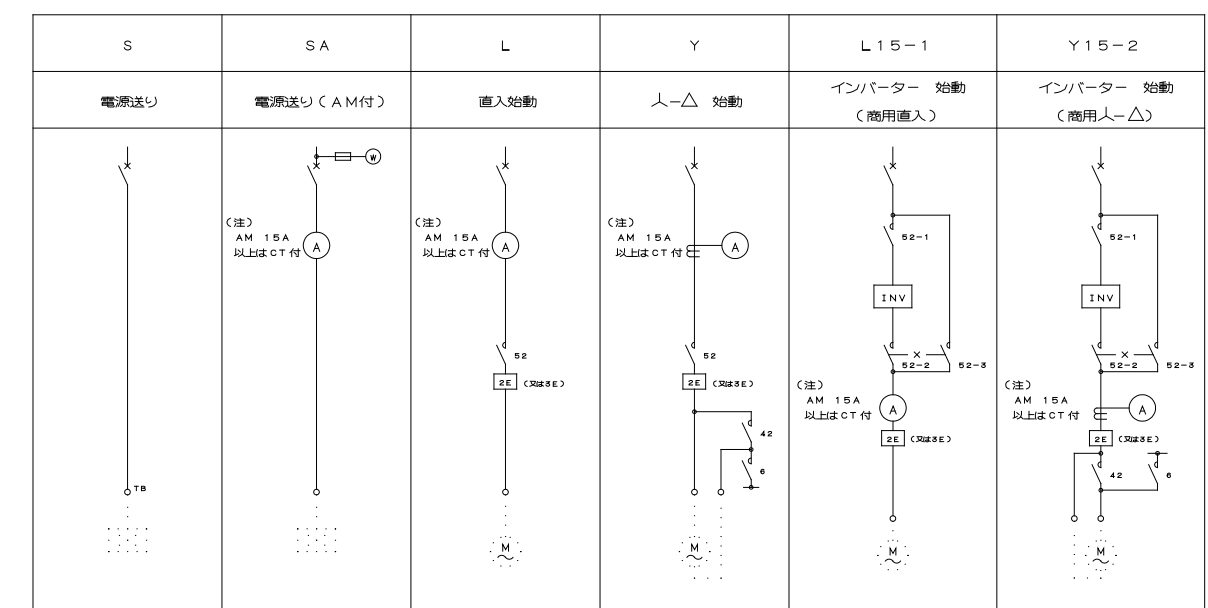 S
SA
L
Y
L15-1
Y15-2
電源送り
電源送り(AM付)
直入始動
人-△ 始動
インバーター 始動
(商用直入)
インバーター 始動
(商用人-△)
W
(注)
AM 15A
以上はCT付
A
(注)
AM 15A
以上はCT付
A
52
2E (又は3E)
(注)
AM 15A
以上はCT付
A
52
2E (又は3E)
42
6
52-1
INV
52-2
52-3
(注)
AM 15A
以上はCT付
A
2E (又は3E)
52-1
INV
52-2
52-3
(注)
AM 15A
以上はCT付
A
2E (又は3E)
42
6
TB
M
M
M
M